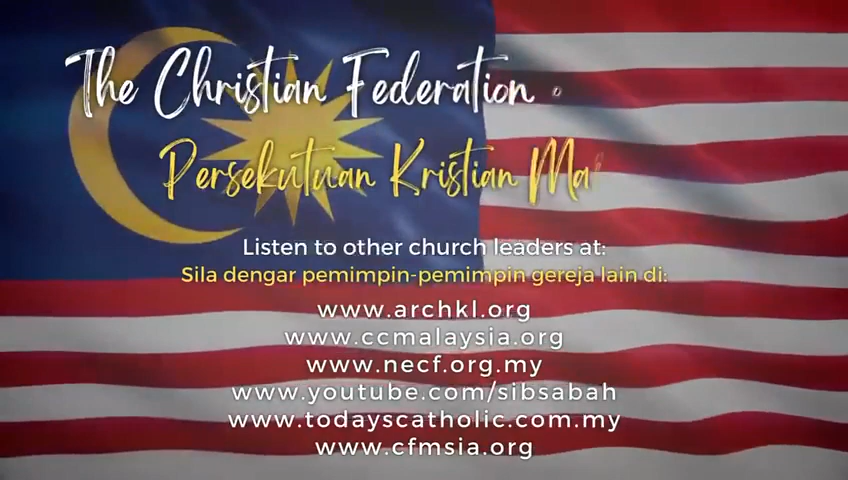 The Christian Federation
Persekutuan Kristian Ma
Listen to other church leaders at:
Sila dengar pemimpin-pemimpin gereja lain di:
www.archkl.org
www.ccmalaysia.org
www.necf.org.my
www.youtube.com/sibsabah
www.todayscatholic.com.my
www.cfmsia.org